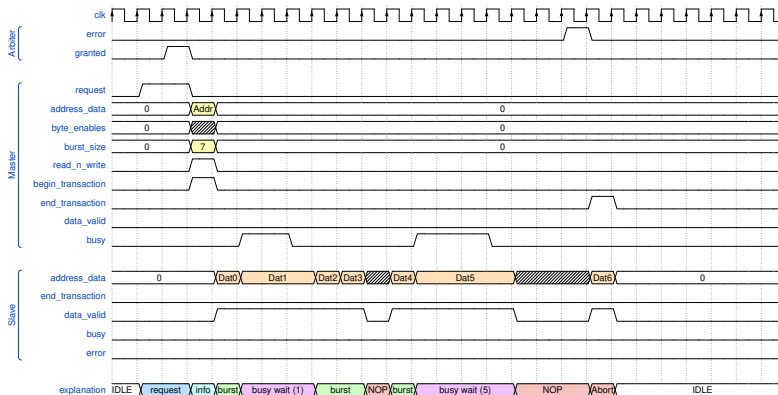 clk
Arbiter
error
granted
Master
request
address_data 0 Addr 0
byte_enables 0 0
burst_size 0 7 0
read_n_write
begin_transaction
end_transaction
data_valid
busy
Slave
address_data 0 Dat0 Dat1 Dat2 Dat3 Dat4 Dat5 Dat6 0
end_transaction
data_valid
busy
error
explanation IDLE request info burst busy wait (1) burst NOP burst busy wait (5) NOP Abort IDLE